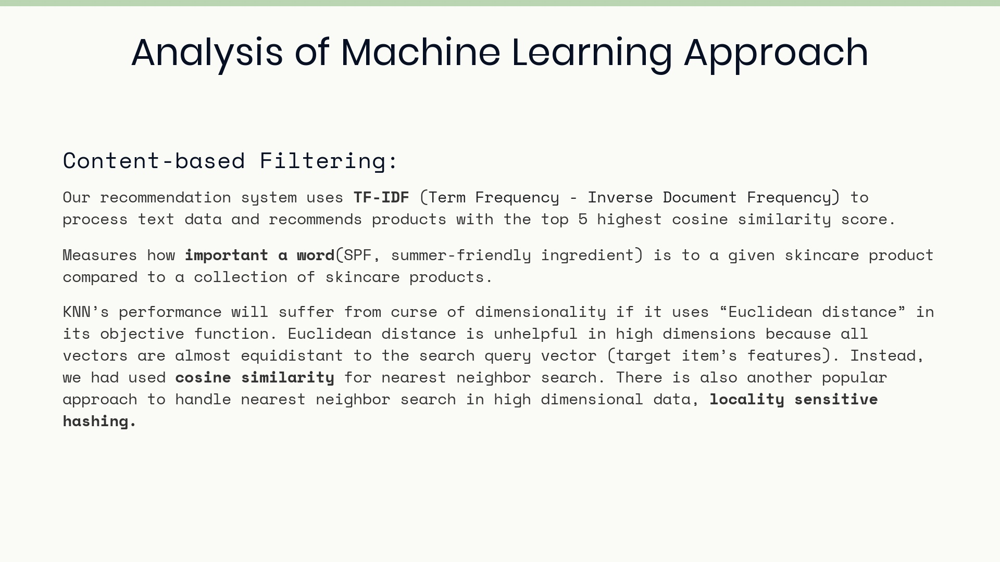 Analysis of Machine Learning Approach
Content-based Filtering:
Our recommendation system uses TF-IDF (Term Frequency - Inverse Document Frequency) to
process text data and recommends products with the top 5 highest cosine similarity score.
Measures how important a word(SPF, summer-friendly ingredient) is to a given skincare product
compared to a collection of skincare products.
KNN’s performance will suffer from curse of dimensionality if it uses “Euclidean distance” in
its objective function. Euclidean distance is unhelpful in high dimensions because all
vectors are almost equidistant to the search query vector (target item’s features). Instead,
we had used cosine similarity for nearest neighbor search. There is also another popular
approach to handle nearest neighbor search in high dimensional data, locality sensitive
hashing.